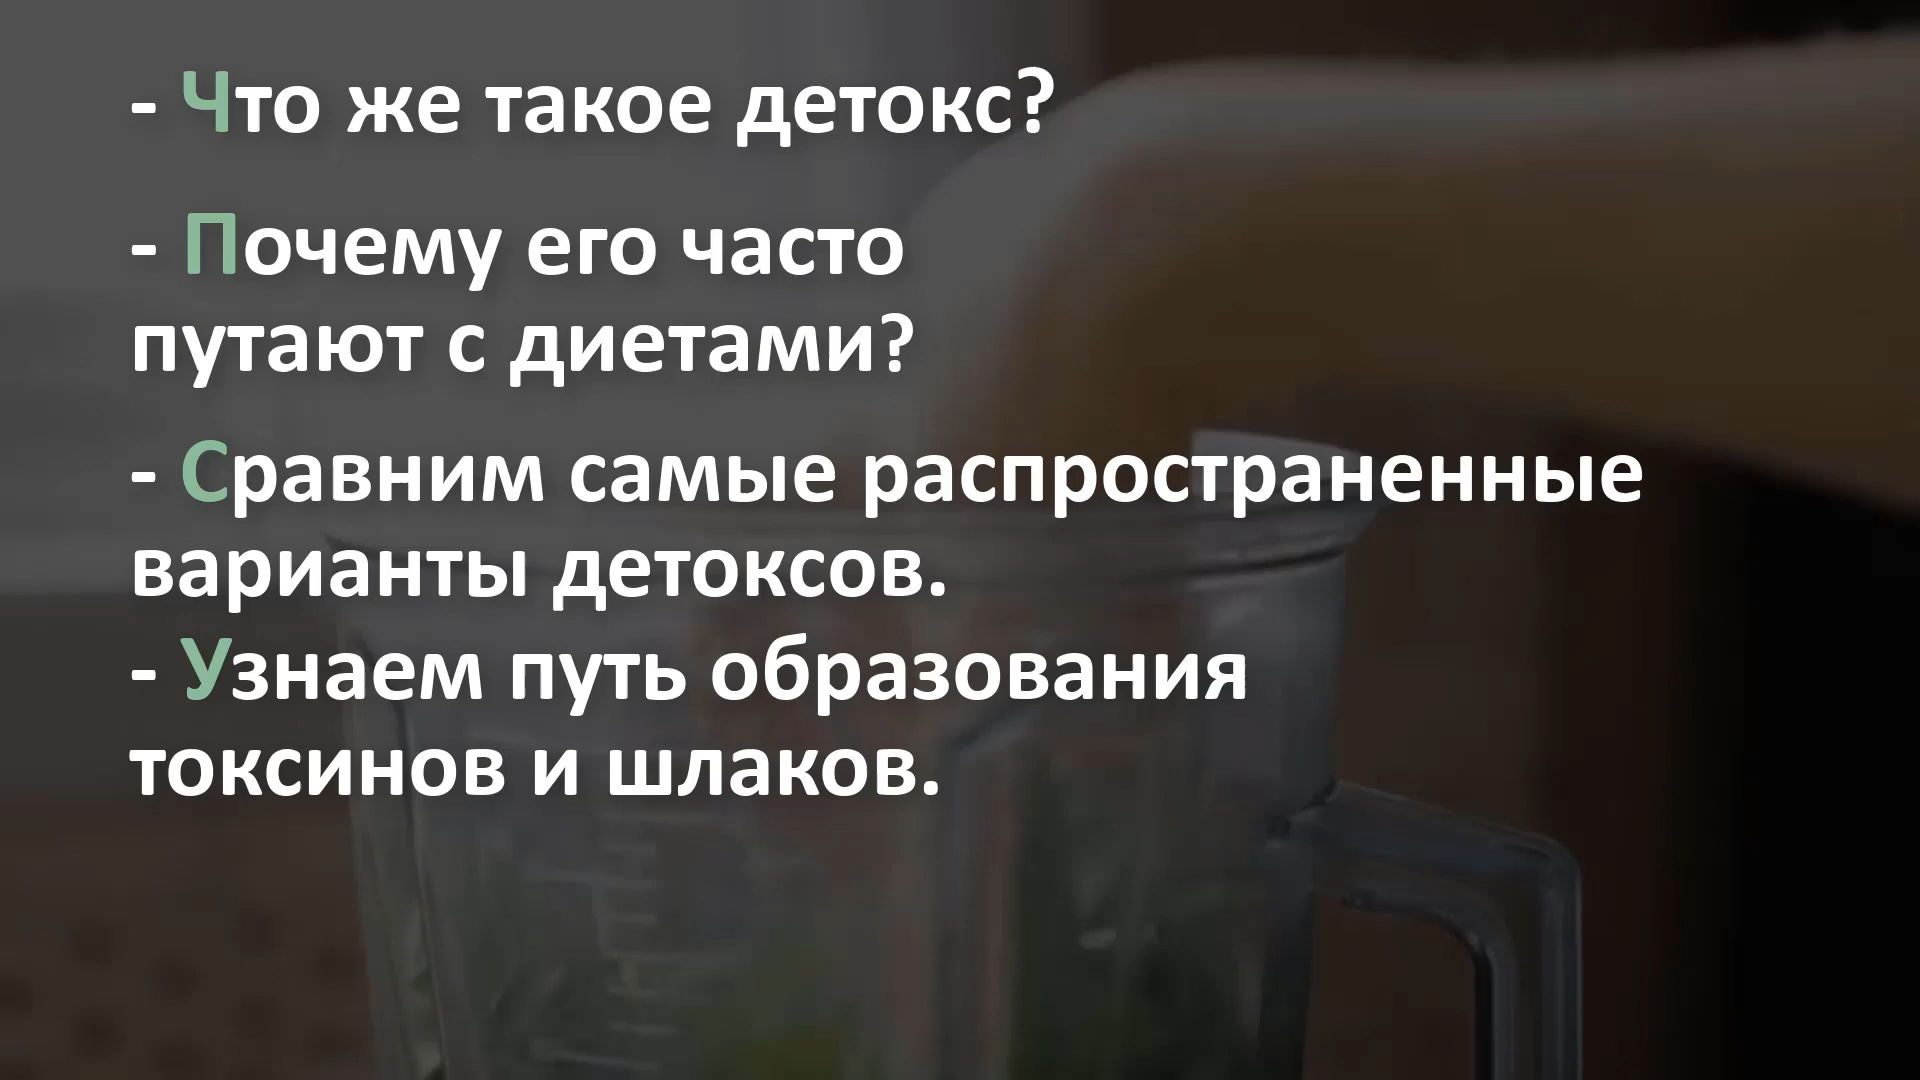 - Что же такое детокс?
- Почему его часто
путают с диетами?
- Сравним самые распространенные
варианты детоксов.
- Узнаем путь образования
токсинов и шлаков.